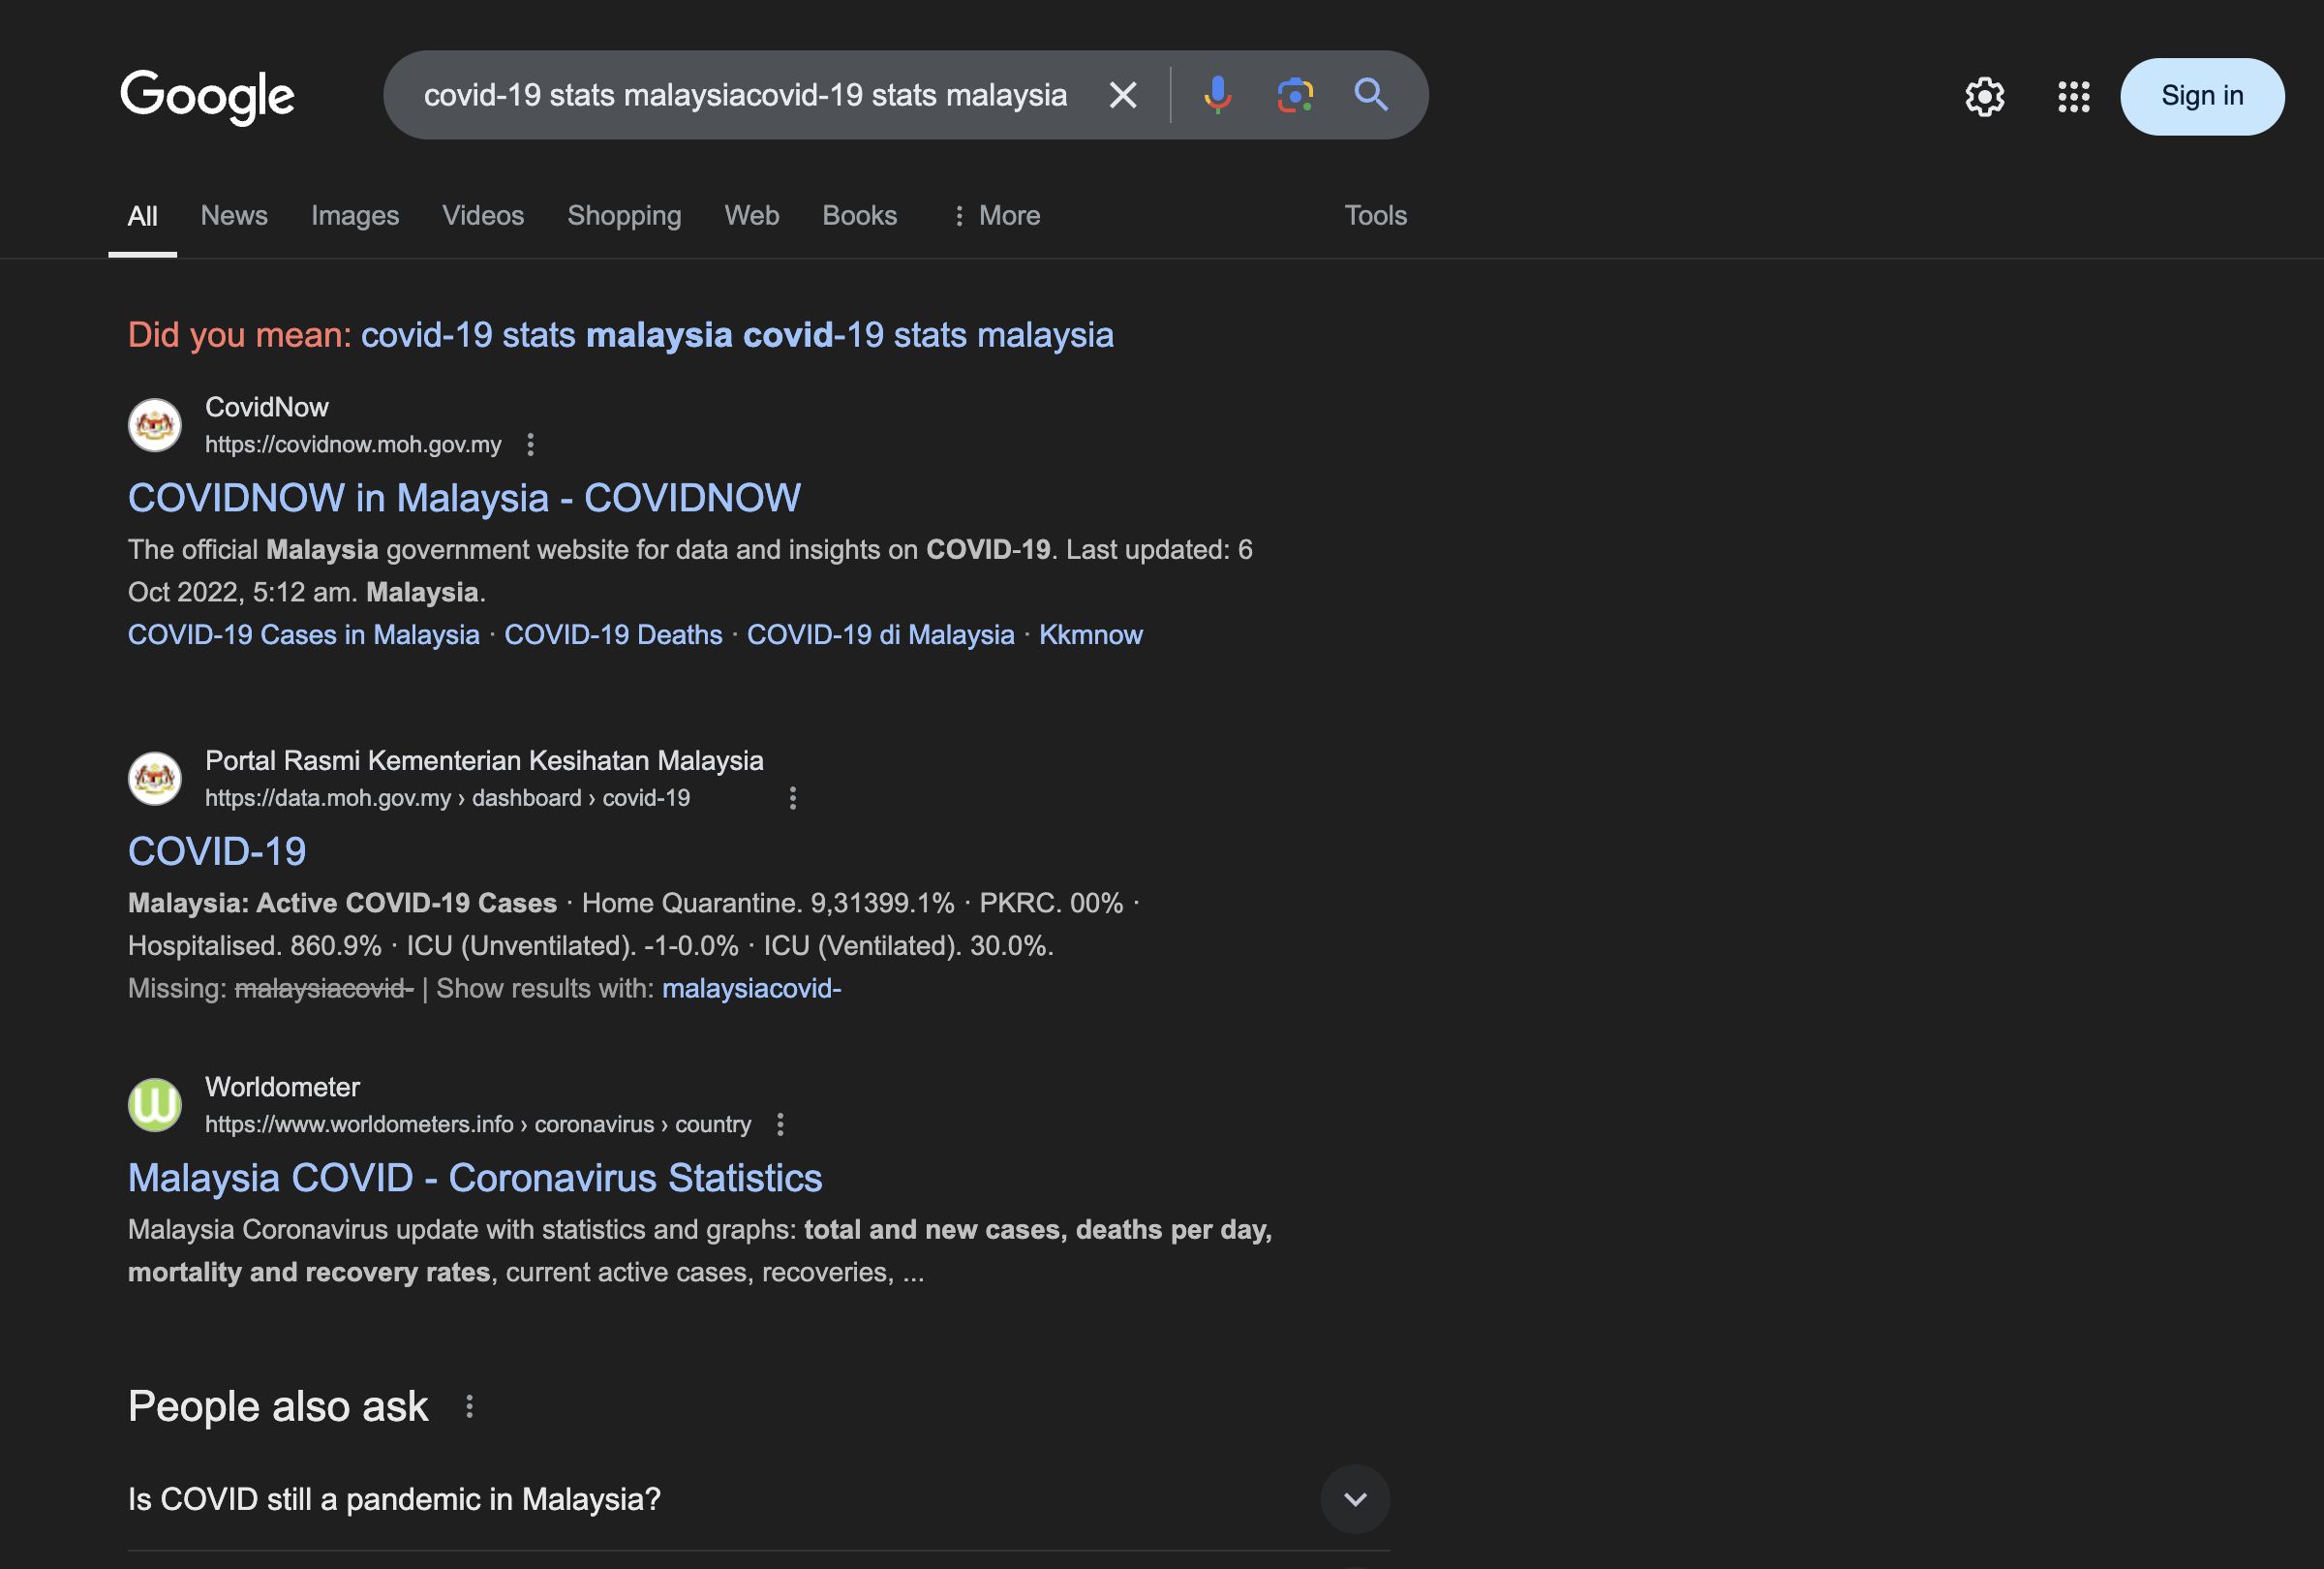 Google
covid-19 stats malaysiacovid-19 stats malaysia
Sign in
All News Images Videos Shopping Web Books More Tools
Did you mean: covid-19 stats malaysia covid-19 stats malaysia
CovidNow
https://covidnow.moh.gov.my
COVIDNOW in Malaysia - COVIDNOW
The official Malaysia government website for data and insights on COVID-19. Last updated: 6
Oct 2022, 5:12 am. Malaysia.
COVID-19 Cases in Malaysia · COVID-19 Deaths · COVID-19 di Malaysia · Kkmnow
Portal Rasmi Kementerian Kesihatan Malaysia
https://data.moh.gov.my › dashboard › covid-19
COVID-19
Malaysia: Active COVID-19 Cases · Home Quarantine. 9,31399.1% · PKRC. 00% ·
Hospitalised. 860.9% · ICU (Unventilated). -1-0.0% · ICU (Ventilated). 30.0%.
Missing: malaysiacovid- | Show results with: malaysiacovid-
W
Worldometer
https://www.worldometers.info › coronavirus › country
Malaysia COVID - Coronavirus Statistics
Malaysia Coronavirus update with statistics and graphs: total and new cases, deaths per day,
mortality and recovery rates, current active cases, recoveries, ...
People also ask
Is COVID still a pandemic in Malaysia?